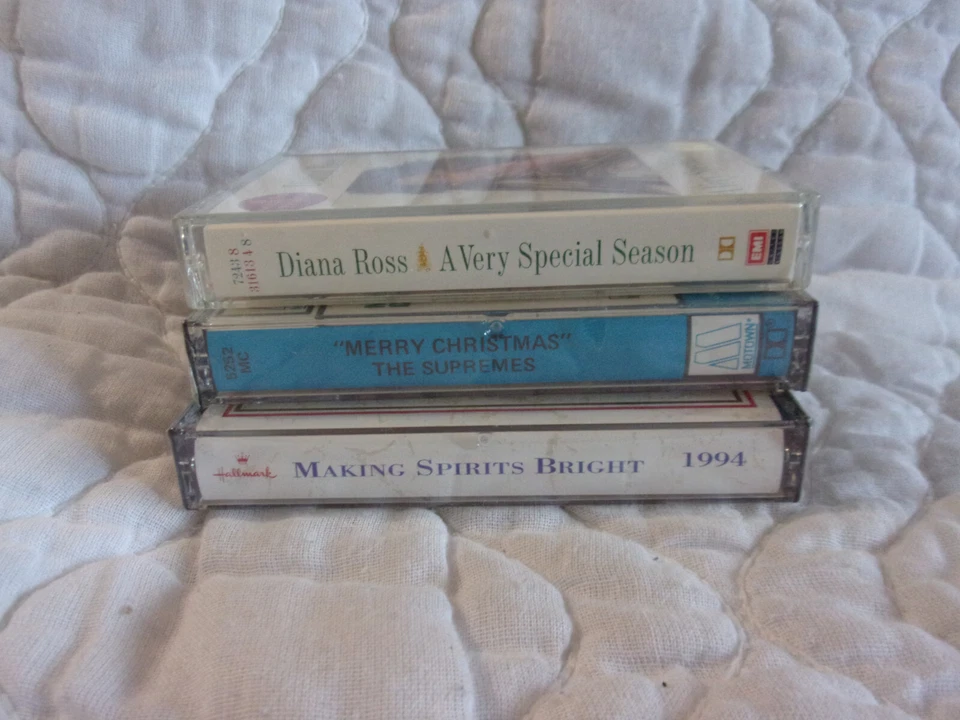 7243 8
31613 4 8
Diana Ross A Very Special Season
EMI
5252
MC
"MERRY CHRISTMAS"
THE SUPREMES
MOTOWN
Hallmark MAKING SPIRITS BRIGHT 1994